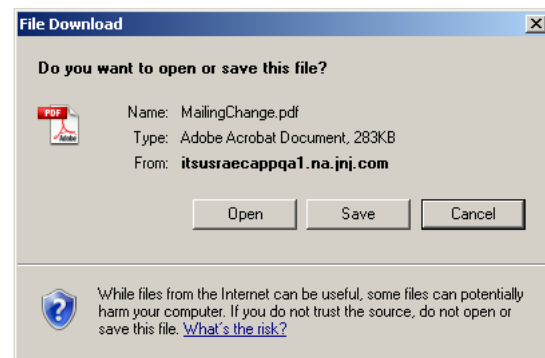 File Download
Do you want to open or save this file?
PDF
Adobe
Name: MailingChange.pdf
Type: Adobe Acrobat Document, 283KB
From: itsusraecappqa1.na.jnj.com
Open Save Cancel
While files from the Internet can be useful, some files can potentially
harm your computer. If you do not trust the source, do not open or
save this file. What's the risk?